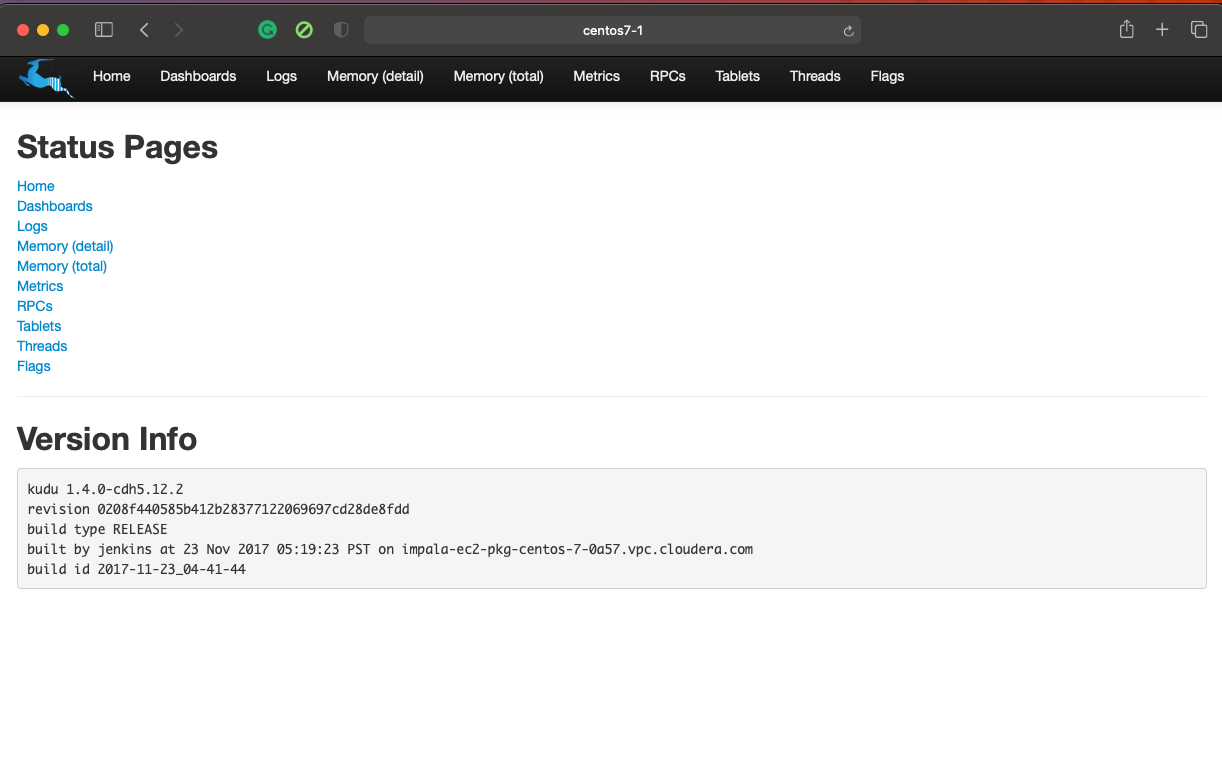 centos7-1
Home Dashboards Logs Memory (detail) Memory (total) Metrics RPCs Tablets Threads Flags
Status Pages
Home
Dashboards
Logs
Memory (detail)
Memory (total)
Metrics
RPCs
Tablets
Threads
Flags
Version Info
kudu 1.4.0-cdh5.12.2
revision 0208f440585b412b28377122069697cd28de8fdd
build type RELEASE
built by jenkins at 23 Nov 2017 05:19:23 PST on impala-ec2-pkg-centos-7-0a57.vpc.cloudera.com
build id 2017-11-23_04-41-44